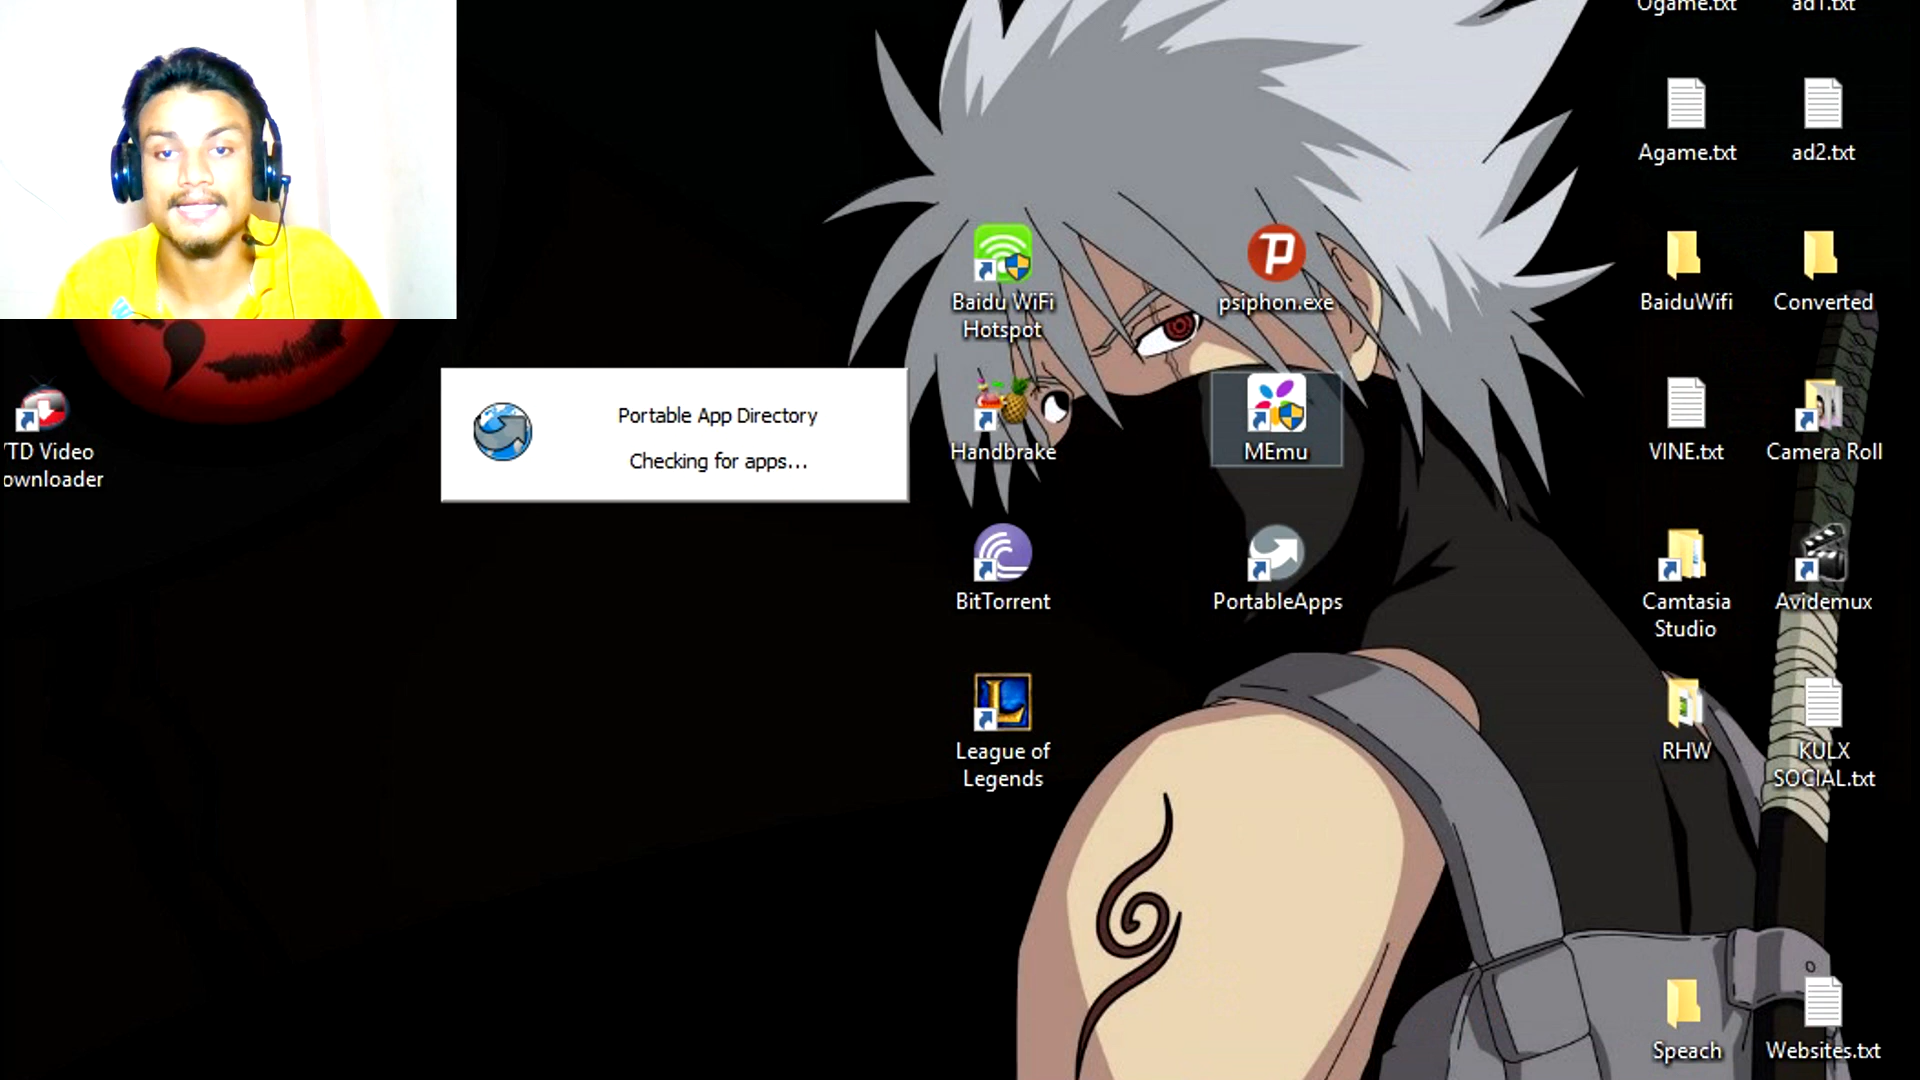 Ogame.txt
ad1.txt
Agame.txt
ad2.txt
Baidu WiFi
Hotspot
psiphon.exe
BaiduWifi
Converted
YTD Video
Downloader
Portable App Directory
Checking for apps...
Handbrake
MEmu
VINE.txt
Camera Roll
BitTorrent
PortableApps
Camtasia
Studio
Avidemux
League of
Legends
RHW
KULX
SOCIAL.txt
Speach
Websites.txt